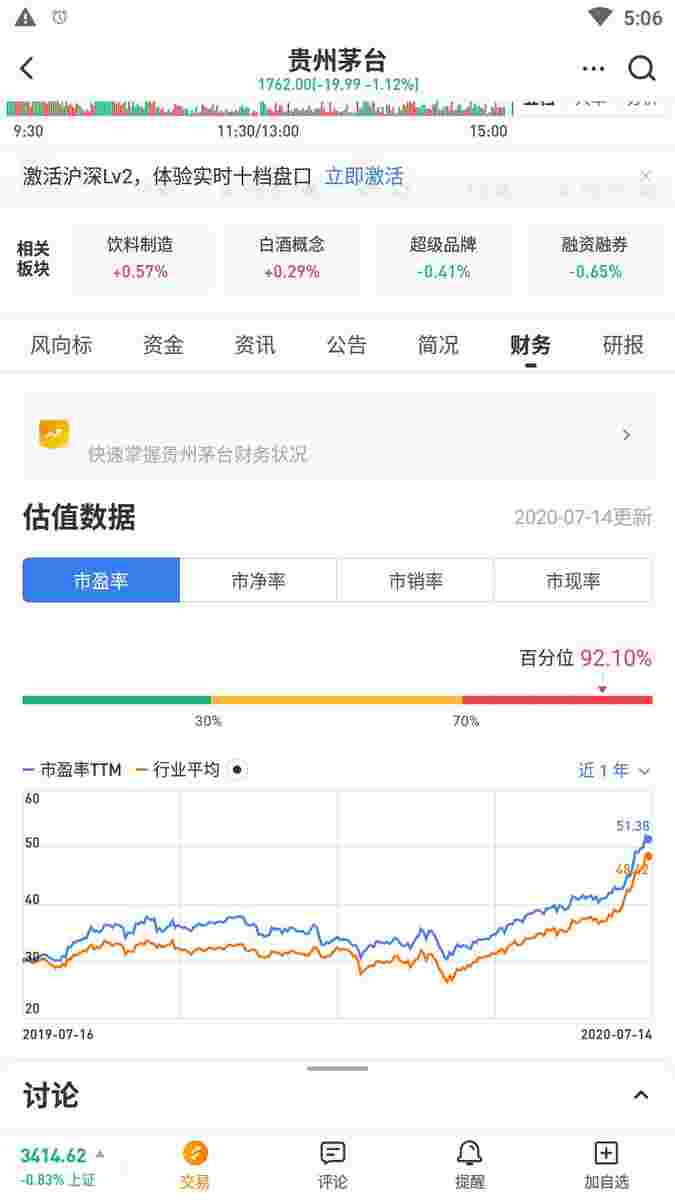 5:06
贵州茅台
1762.00(-19.99 -1.12%)
9:30 11:30/13:00 15:00
激活沪深Lv2，体验实时十档盘口 立即激活
相关板块
饮料制造 白酒概念 超级品牌 融资融券
+0.57% +0.29% -0.41% -0.65%
风向标 资金 资讯 公告 简况 财务 研报
快速掌握贵州茅台财务状况
估值数据 2020-07-14更新
市盈率 市净率 市销率 市现率
百分位 92.10%
30% 70%
市盈率TTM 行业平均 近1年
60
51.38
50
48.42
40
30
20
2019-07-16 2020-07-14
讨论
3414.62
-0.83% 上证
交易 评论 提醒 加自选